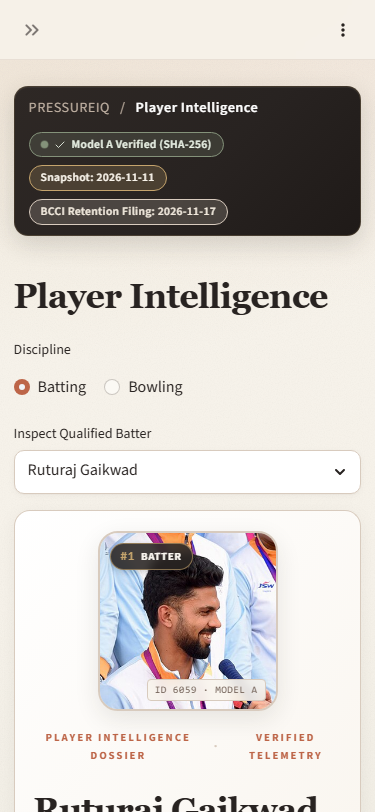 PRESSUREIQ / Player Intelligence
Model A Verified (SHA-256)
Snapshot: 2026-11-11
BCCI Retention Filing: 2026-11-17
Player Intelligence
Discipline
Batting Bowling
Inspect Qualified Batter
Ruturaj Gaikwad
#1 BATTER
JSW
ID 6059 · MODEL A
PLAYER INTELLIGENCE DOSSIER · VERIFIED TELEMETRY
Ruturaj Gaikwad